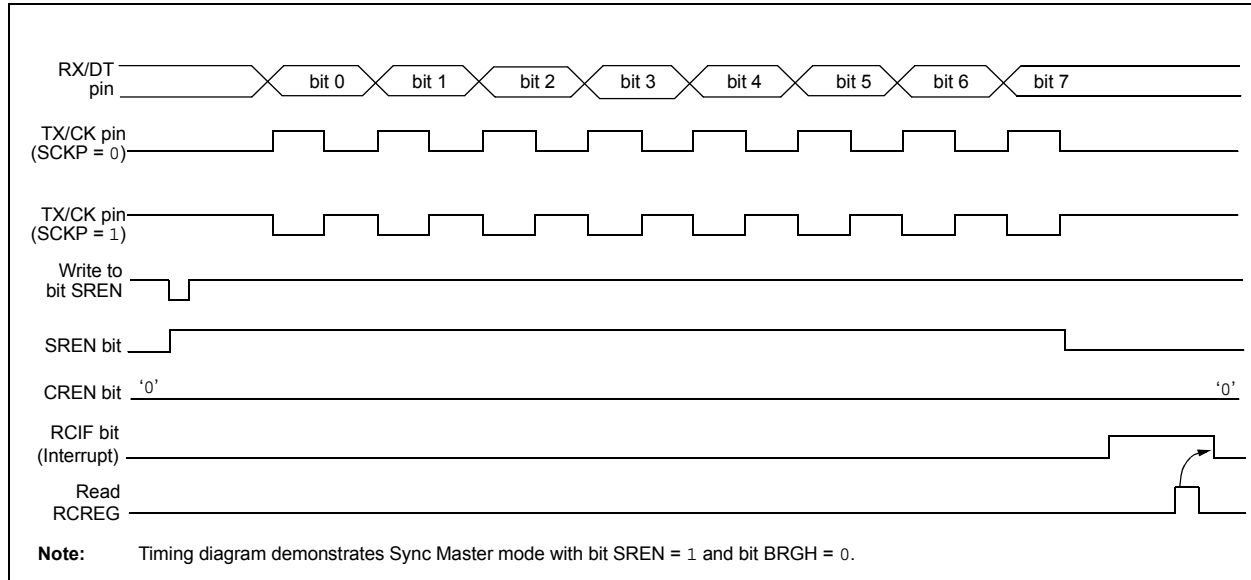 RX/DT
pin
bit 0 bit 1 bit 2 bit 3 bit 4 bit 5 bit 6 bit 7
TX/CK pin
(SCKP = 0)
TX/CK pin
(SCKP = 1)
Write to
bit SREN
SREN bit
CREN bit ‘0’ ‘0’
RCIF bit
(Interrupt)
Read
RCREG
Note: Timing diagram demonstrates Sync Master mode with bit SREN = 1 and bit BRGH = 0.